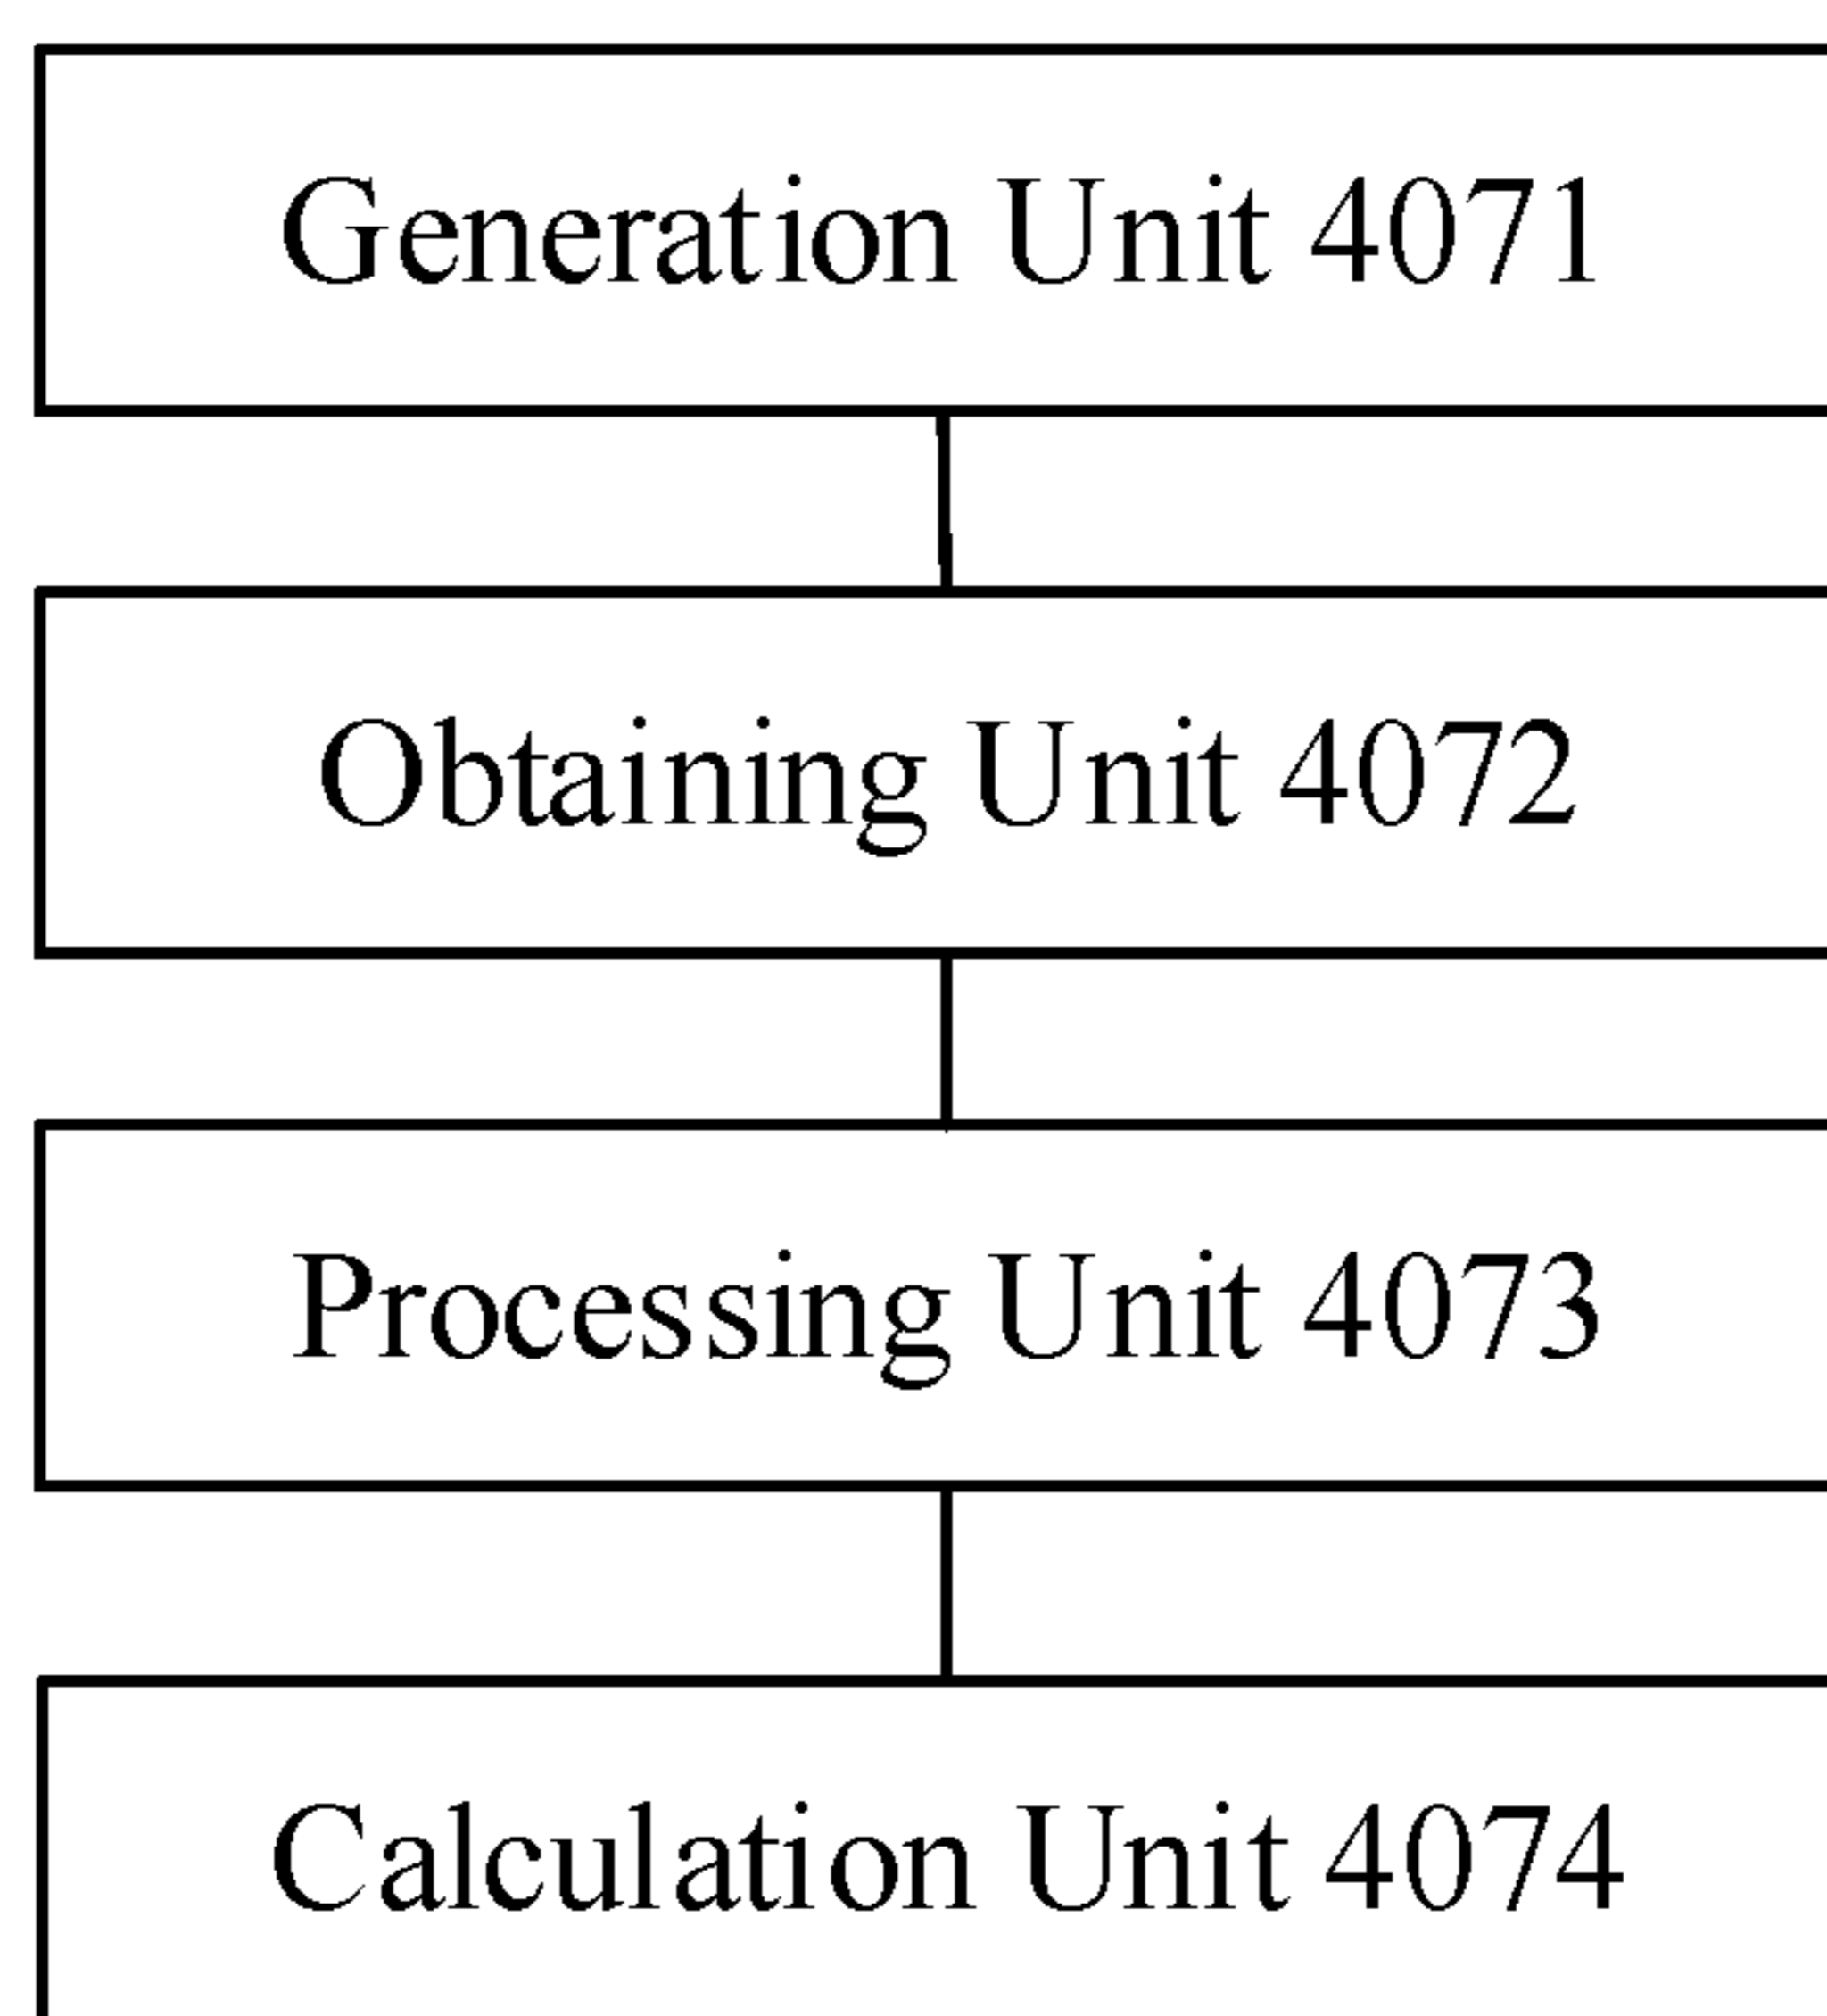 Generation Unit 4071
Obtaining Unit 4072
Processing Unit 4073
Calculation Unit 4074